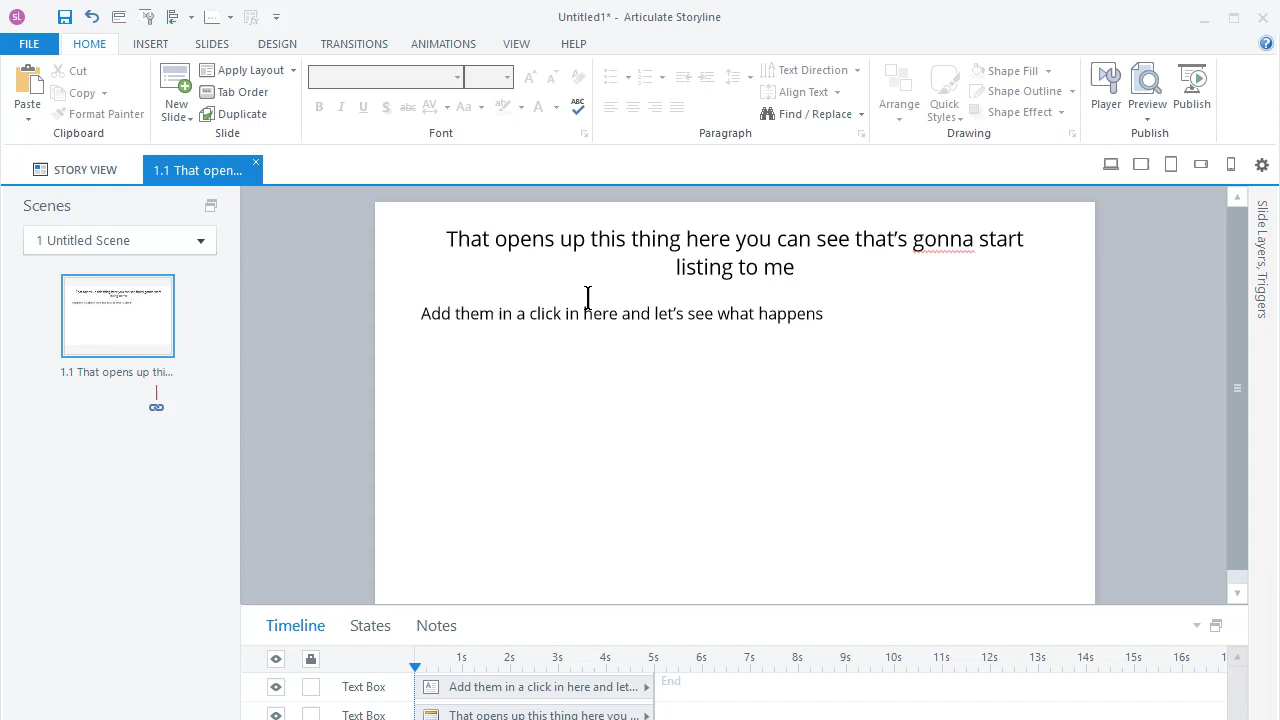 sl
Untitled1* - Articulate Storyline
FILE HOME INSERT SLIDES DESIGN TRANSITIONS ANIMATIONS VIEW HELP
Paste
Cut
Copy
Format Painter
Clipboard
New Slide
Apply Layout
Tab Order
Duplicate
Slide
B I U S abc AV Aa A ABC
Font
Text Direction
Align Text
Find / Replace
Paragraph
Arrange
Quick Styles
Shape Fill
Shape Outline
Shape Effect
Drawing
Player
Preview
Publish
Publish
STORY VIEW
1.1 That open...
Scenes
1 Untitled Scene
1.1 That opens up thi...
That opens up this thing here you can see that's gonna start
listing to me
Add them in a click in here and let's see what happens
Slide Layers, Triggers
Timeline States Notes
1s 2s 3s 4s 5s 6s 7s 8s 9s 10s 11s 12s 13s 14s 15s 16s
Text Box Add them in a click in here and let... End
Text Box That opens up this thing here you ...